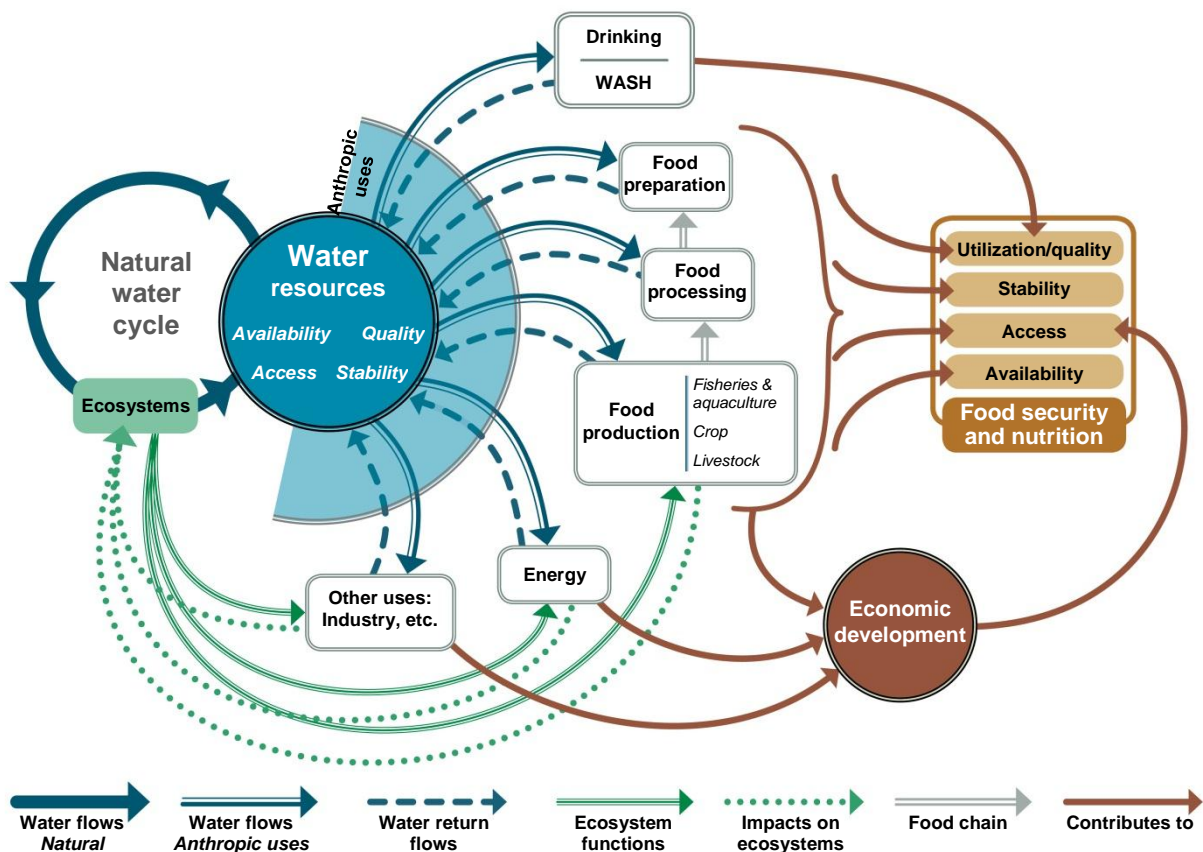 Drinking
WASH
Anthropic
uses
Food
preparation
Natural
water
cycle
Water
resources
Availability
Quality
Access
Stability
Food
processing
Utilization/quality
Stability
Access
Availability
Food security
and nutrition
Ecosystems
Food
production
Fisheries &
aquaculture
Crop
Livestock
Energy
Other uses:
Industry, etc.
Economic
development
Water flows
Natural
Water flows
Anthropic uses
Water return
flows
Ecosystem
functions
Impacts on
ecosystems
Food chain
Contributes to